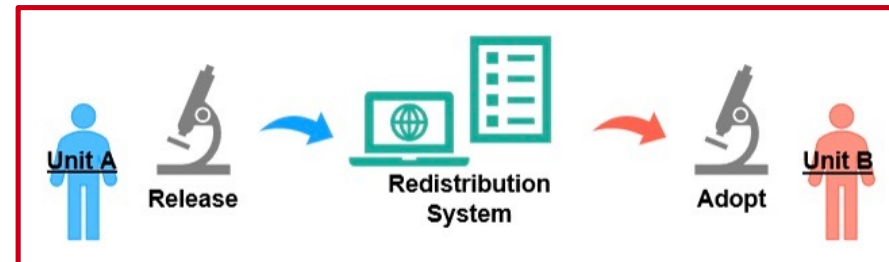 Unit A
Release
Redistribution
System
Adopt
Unit B